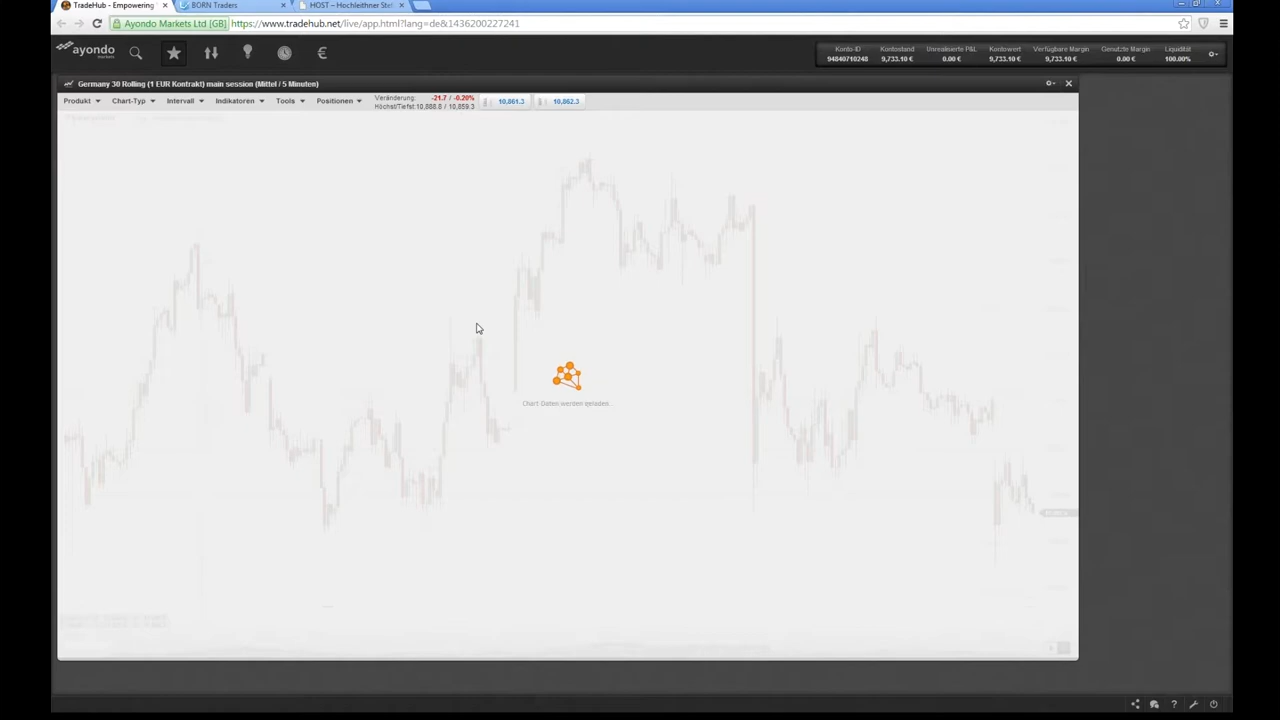 TradeHub - Empowering
BORN Traders
HOST – Hochleithner Str
Ayondo Markets Ltd [GB]
https://www.tradehub.net/live/app.html?lang=de&1436200227241
ayondo
markets
Konto-ID
94840710248
Kontostand
9,733.10 €
Unrealisierte P&L
0.00 €
Kontowert
9,733.10 €
Verfügbare Margin
9,733.10 €
Genutzte Margin
0.00 €
Liquidität
100.00%
Germany 30 Rolling (1 EUR Kontrakt) main session (Mittel / 5 Minuten)
Produkt
Chart-Typ
Intervall
Indikatoren
Tools
Positionen
Veränderung: -21.7 / -0.20%
Höchst/Tiefst: 10,888.8 / 10,859.3
10,861.3
10,862.3
Chart-Daten werden geladen...